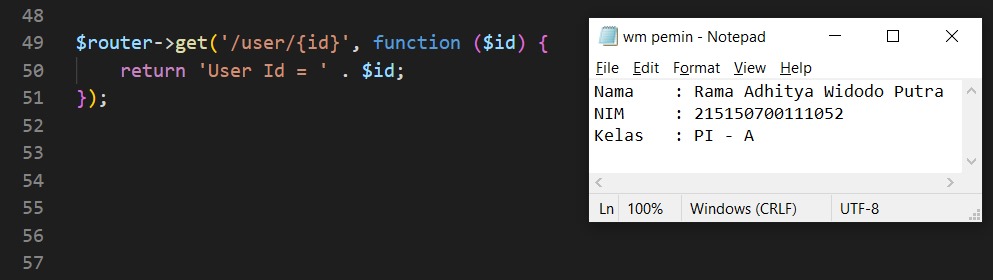 48
49 $router->get('/user/{id}', function ($id) {
50     return 'User Id = ' . $id;
51 });
52
53
54
55
56
57
wm pemin - Notepad
File Edit Format View Help
Nama    : Rama Adhitya Widodo Putra
NIM     : 215150700111052
Kelas   : PI - A
Ln 100% Windows (CRLF) UTF-8